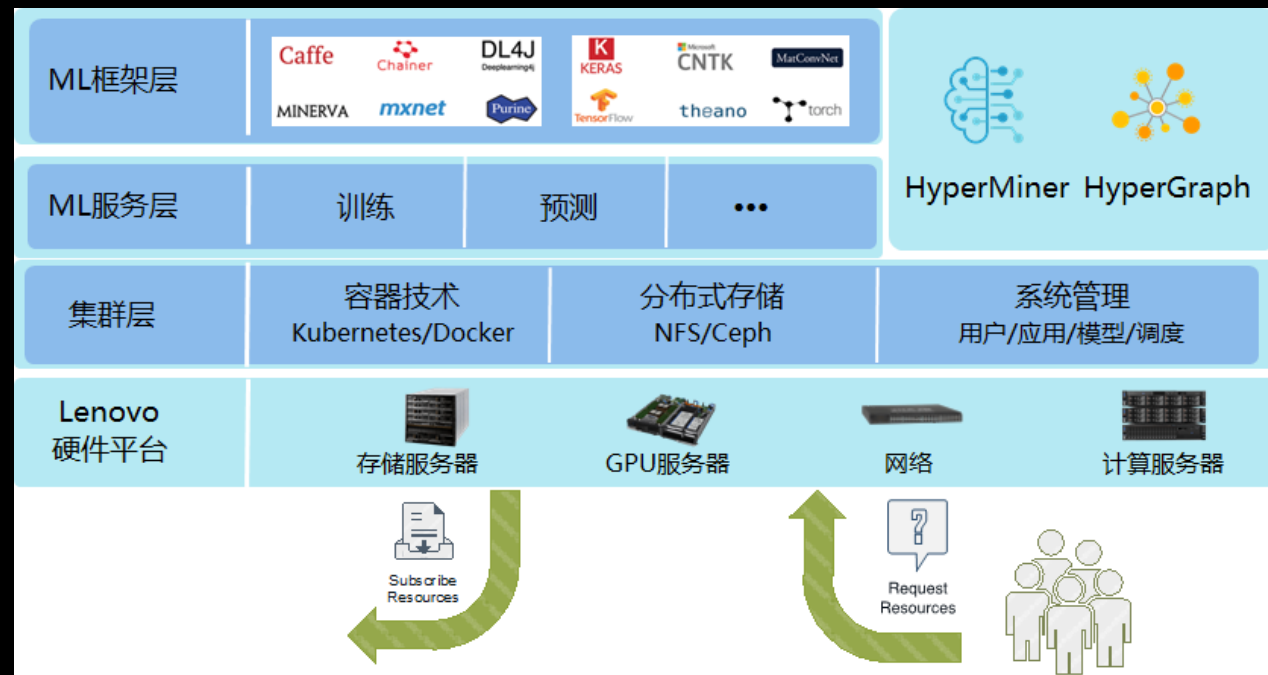 ML框架层
Caffe
Chainer
DL4J
Deeplearning4j
KERAS
Microsoft
CNTK
MatConvNet
MINERVA
mxnet
Purine
TensorFlow
theano
torch
HyperMiner HyperGraph
ML服务层
训练
预测
•••
集群层
容器技术
Kubernetes/Docker
分布式存储
NFS/Ceph
系统管理
用户/应用/模型/调度
Lenovo
硬件平台
存储服务器
GPU服务器
网络
计算服务器
Subscribe
Resources
?
Request
Resources